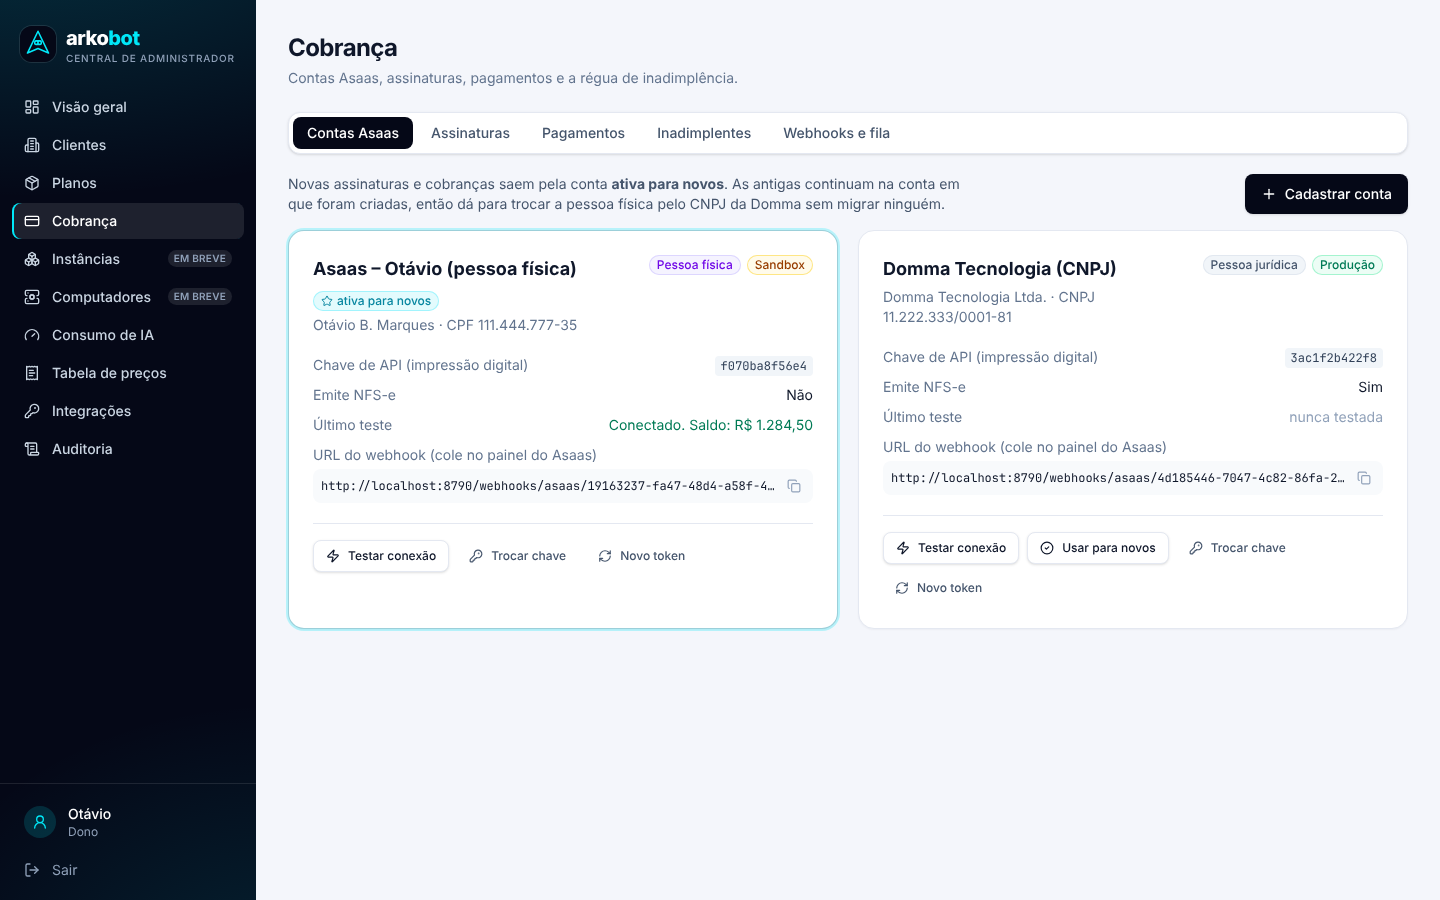 arkobot
CENTRAL DE ADMINISTRADOR
Visão geral
Clientes
Planos
Cobrança
Instâncias EM BREVE
Computadores EM BREVE
Consumo de IA
Tabela de preços
Integrações
Auditoria
Otávio
Dono
Sair
Cobrança
Contas Asaas, assinaturas, pagamentos e a régua de inadimplência.
Contas Asaas Assinaturas Pagamentos Inadimplentes Webhooks e fila
Novas assinaturas e cobranças saem pela conta ativa para novos. As antigas continuam na conta em
que foram criadas, então dá para trocar a pessoa física pelo CNPJ da Domma sem migrar ninguém.
Cadastrar conta
Asaas – Otávio (pessoa física) Pessoa física Sandbox
ativa para novos
Otávio B. Marques · CPF 111.444.777-35
Chave de API (impressão digital) f070ba8f56e4
Emite NFS-e Não
Último teste Conectado. Saldo: R$ 1.284,50
URL do webhook (cole no painel do Asaas)
http://localhost:8790/webhooks/asaas/19163237-fa47-48d4-a58f-4…
Testar conexão Trocar chave Novo token
Domma Tecnologia (CNPJ) Pessoa jurídica Produção
Domma Tecnologia Ltda. · CNPJ
11.222.333/0001-81
Chave de API (impressão digital) 3ac1f2b422f8
Emite NFS-e Sim
Último teste nunca testada
URL do webhook (cole no painel do Asaas)
http://localhost:8790/webhooks/asaas/4d185446-7047-4c82-86fa-2…
Testar conexão Usar para novos Trocar chave
Novo token